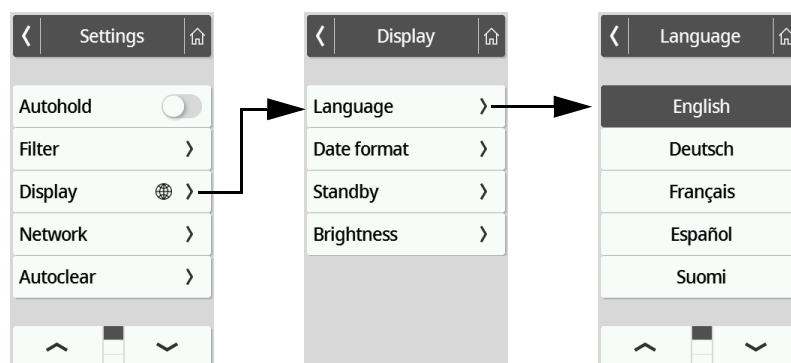 Settings
Autohold
Filter
Display
Network
Autoclear
Display
Language
Date format
Standby
Brightness
Language
English
Deutsch
Français
Español
Suomi